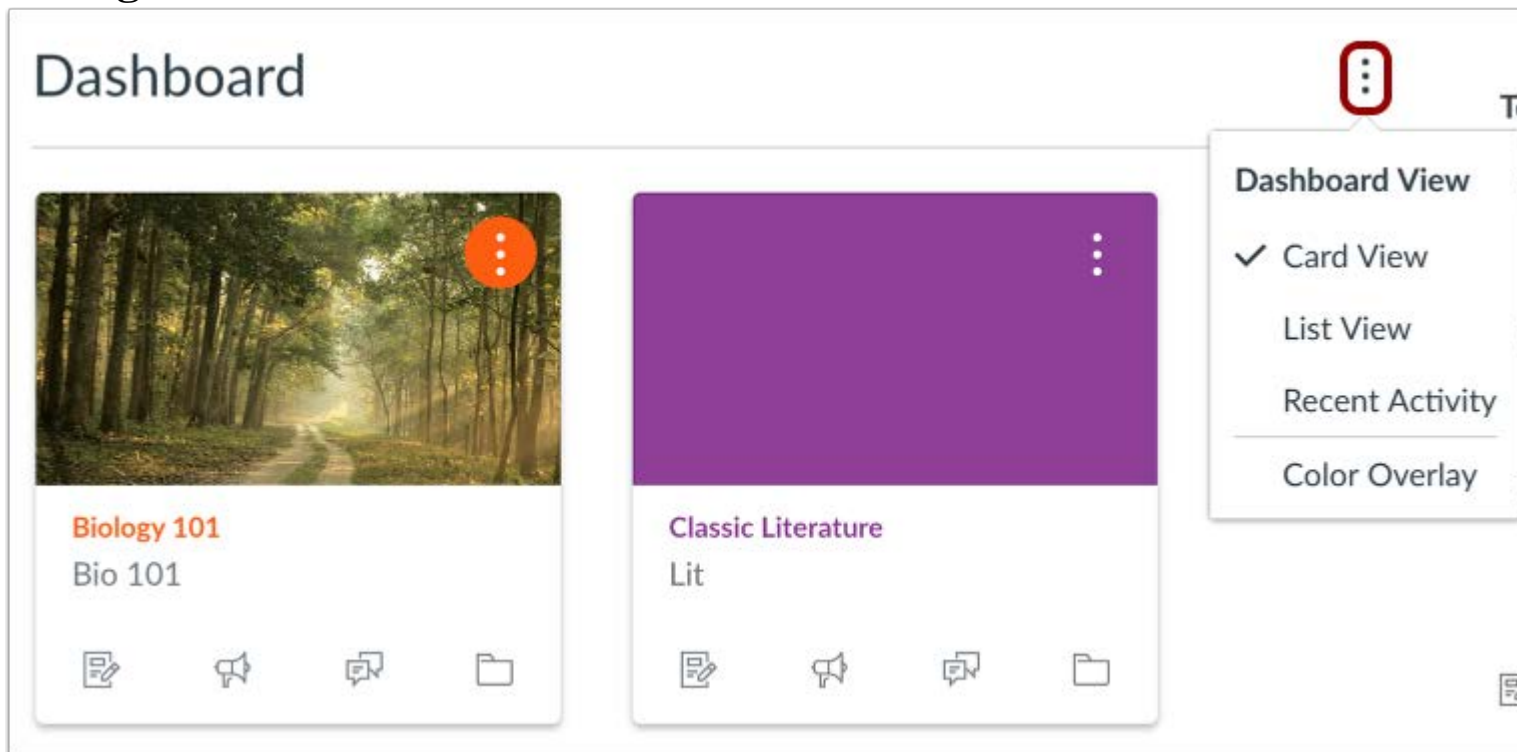 Dashboard
Dashboard View
Card View
List View
Recent Activity
Color Overlay
Biology 101
Bio 101
Classic Literature
Lit